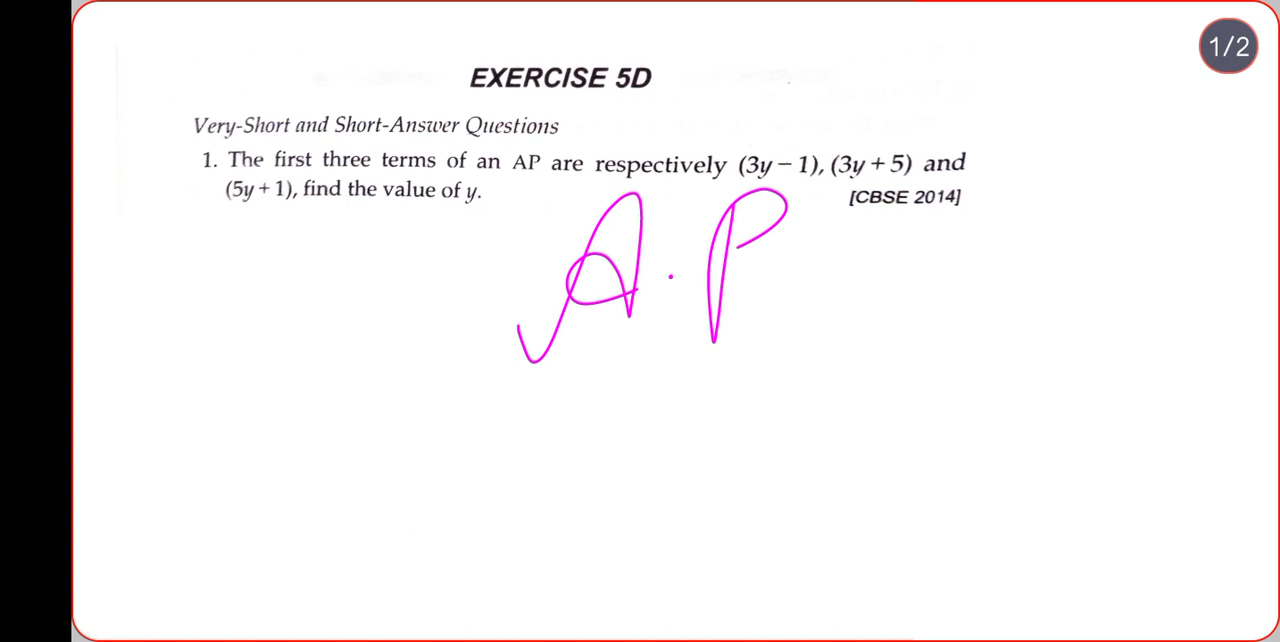 1/2
EXERCISE 5D
Very-Short and Short-Answer Questions
1. The first three terms of an AP are respectively (3y − 1), (3y + 5) and
(5y + 1), find the value of y.
[CBSE 2014]
A.P